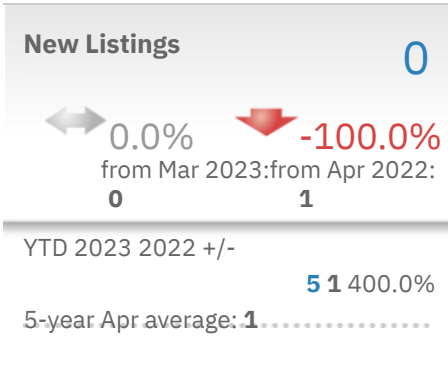 New Listings
0
0.0% -100.0%
from Mar 2023: from Apr 2022:
0 1
YTD 2023 2022 +/-
5 1 400.0%
5-year Apr average: 1